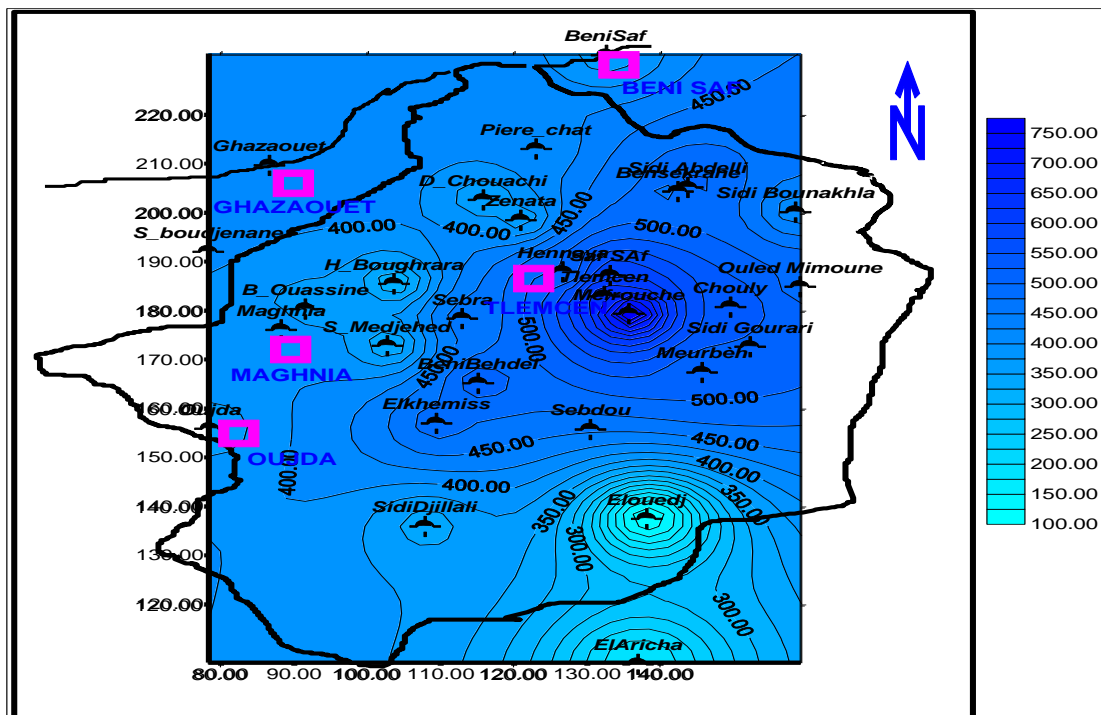 BeniSaf
BENI SAF
N
450.00
220.00
Piere_chat
Ghazaouet
210.00
D_Chouachi
Sidi Abdelli
Bensekrane
Sidi Bounakhla
GHAZAOUET
200.00
Zenata
450.00
400.00
400.00
500.00
S_boudjenane
190.00
H_Boughrara
Hennaya
Tlemcen
Ouled Mimoune
B_Ouassine
Sebra
TLEMCEN
Mefrouche
Chouly
180.00
Maghnia
S_Medjehed
500.00
Sidi Gourari
170.00
MAGHNIA
450.00
BeniBehdel
Meurbeh
160.00
Oujda
Elkhemiss
Sebdou
500.00
150.00
OUJDA
400.00
450.00
450.00
400.00
400.00
350.00
350.00
140.00
SidiDjillali
Elouedj
130.00
300.00
120.00
300.00
ElAricha
80.00 90.00 100.00 110.00 120.00 130.00 140.00
750.00
700.00
650.00
600.00
550.00
500.00
450.00
400.00
350.00
300.00
250.00
200.00
150.00
100.00